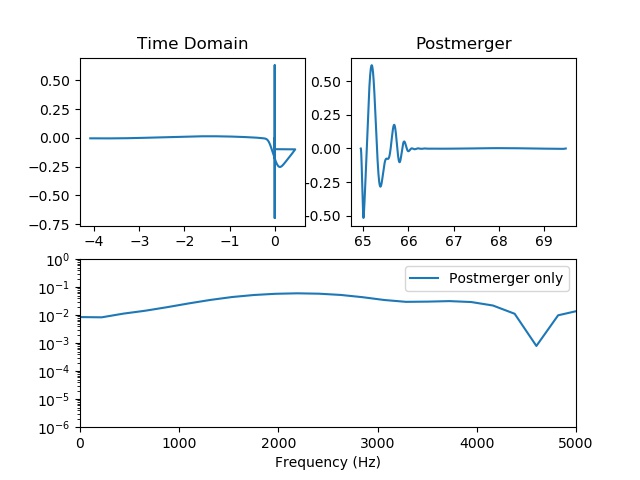 Time Domain
0.50
0.25
0.00
−0.25
−0.50
−0.75
−4 −3 −2 −1 0
Postmerger
0.50
0.25
0.00
0.25
0.50
65 66 67 68 69
10⁰
10⁻¹
10⁻²
10⁻³
10⁻⁴
10⁻⁵
10⁻⁶
Postmerger only
0 1000 2000 3000 4000 5000
Frequency (Hz)